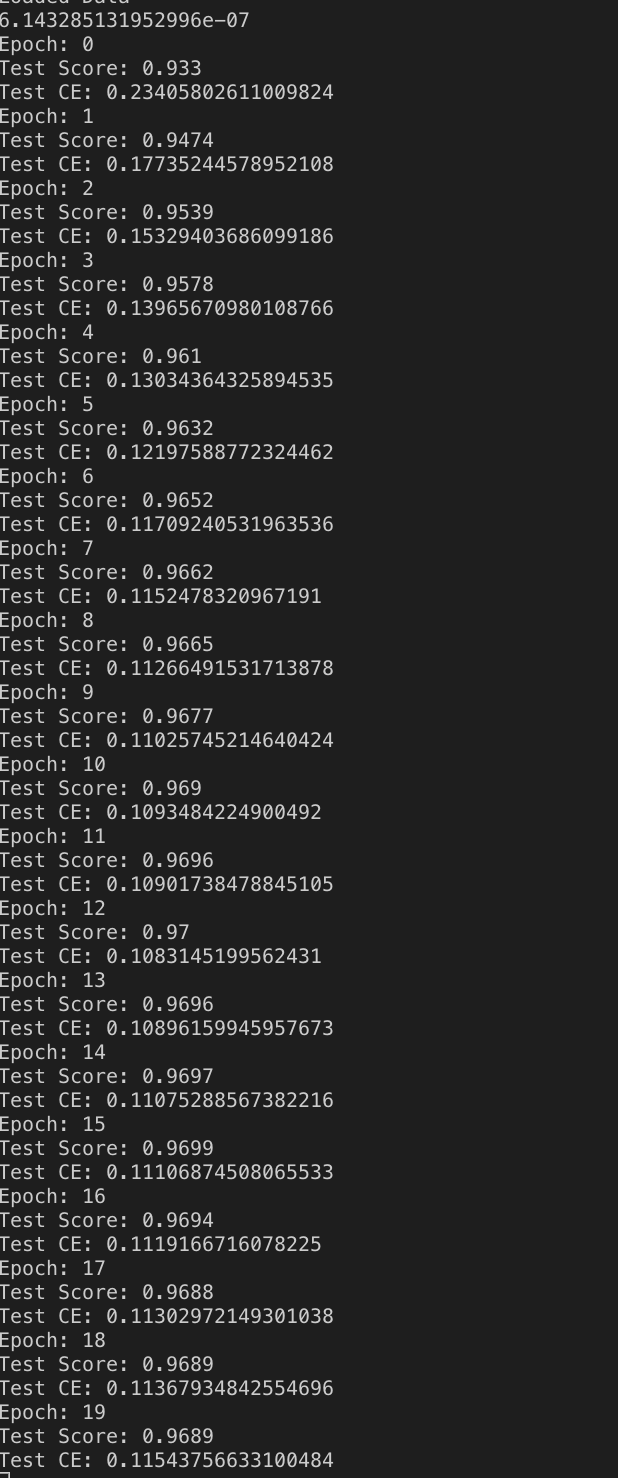 Loaded Data
6.143285131952996e-07
Epoch: 0
Test Score: 0.933
Test CE: 0.23405802611009824
Epoch: 1
Test Score: 0.9474
Test CE: 0.17735244578952108
Epoch: 2
Test Score: 0.9539
Test CE: 0.15329403686099186
Epoch: 3
Test Score: 0.9578
Test CE: 0.13965670980108766
Epoch: 4
Test Score: 0.961
Test CE: 0.13034364325894535
Epoch: 5
Test Score: 0.9632
Test CE: 0.12197588772324462
Epoch: 6
Test Score: 0.9652
Test CE: 0.11709240531963536
Epoch: 7
Test Score: 0.9662
Test CE: 0.1152478320967191
Epoch: 8
Test Score: 0.9665
Test CE: 0.11266491531713878
Epoch: 9
Test Score: 0.9677
Test CE: 0.11025745214640424
Epoch: 10
Test Score: 0.969
Test CE: 0.1093484224900492
Epoch: 11
Test Score: 0.9696
Test CE: 0.10901738478845105
Epoch: 12
Test Score: 0.97
Test CE: 0.1083145199562431
Epoch: 13
Test Score: 0.9696
Test CE: 0.10896159945957673
Epoch: 14
Test Score: 0.9697
Test CE: 0.11075288567382216
Epoch: 15
Test Score: 0.9699
Test CE: 0.11106874508065533
Epoch: 16
Test Score: 0.9694
Test CE: 0.1119166716078225
Epoch: 17
Test Score: 0.9688
Test CE: 0.11302972149301038
Epoch: 18
Test Score: 0.9689
Test CE: 0.11367934842554696
Epoch: 19
Test Score: 0.9689
Test CE: 0.11543756633100484